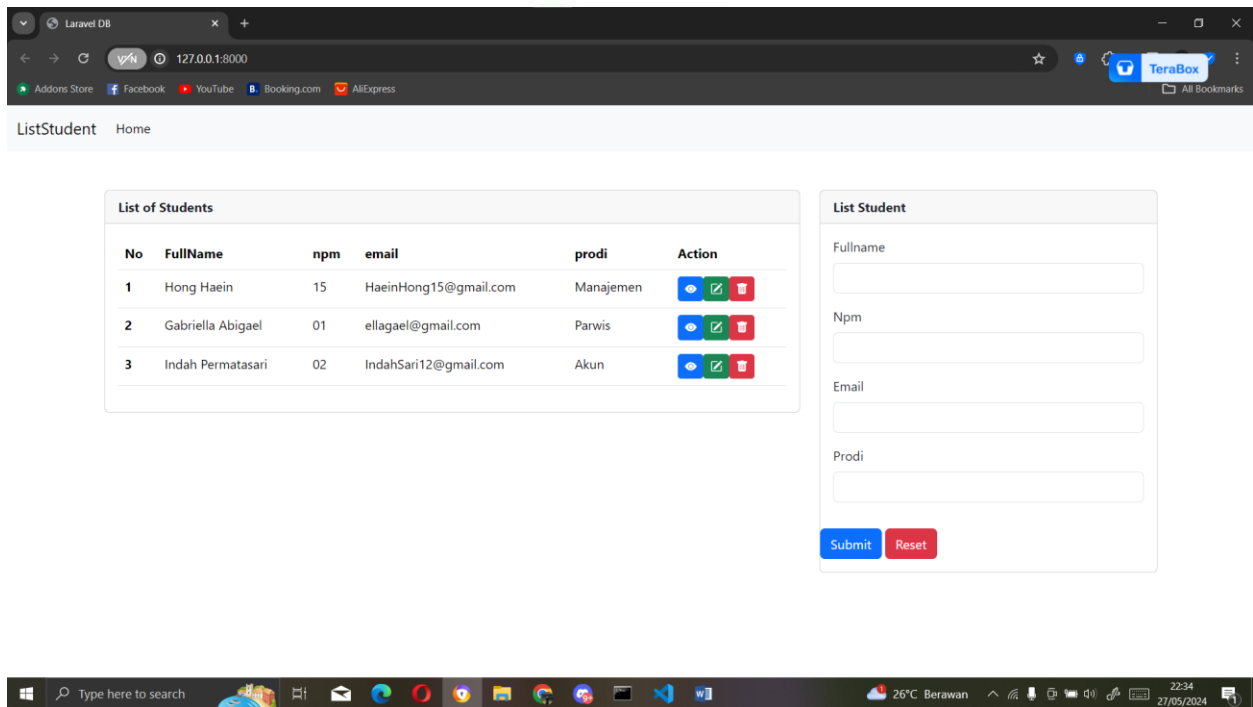 Laravel DB
VPN 127.0.0.1:8000
TeraBox
Addons Store Facebook YouTube B. Booking.com AliExpress All Bookmarks
ListStudent Home
List of Students
No FullName npm email prodi Action
1 Hong Haein 15 HaeinHong15@gmail.com Manajemen
2 Gabriella Abigael 01 ellagael@gmail.com Parwis
3 Indah Permatasari 02 IndahSari12@gmail.com Akun
List Student
Fullname
Npm
Email
Prodi
Submit Reset
Type here to search
26°C Berawan
22:34
27/05/2024
1